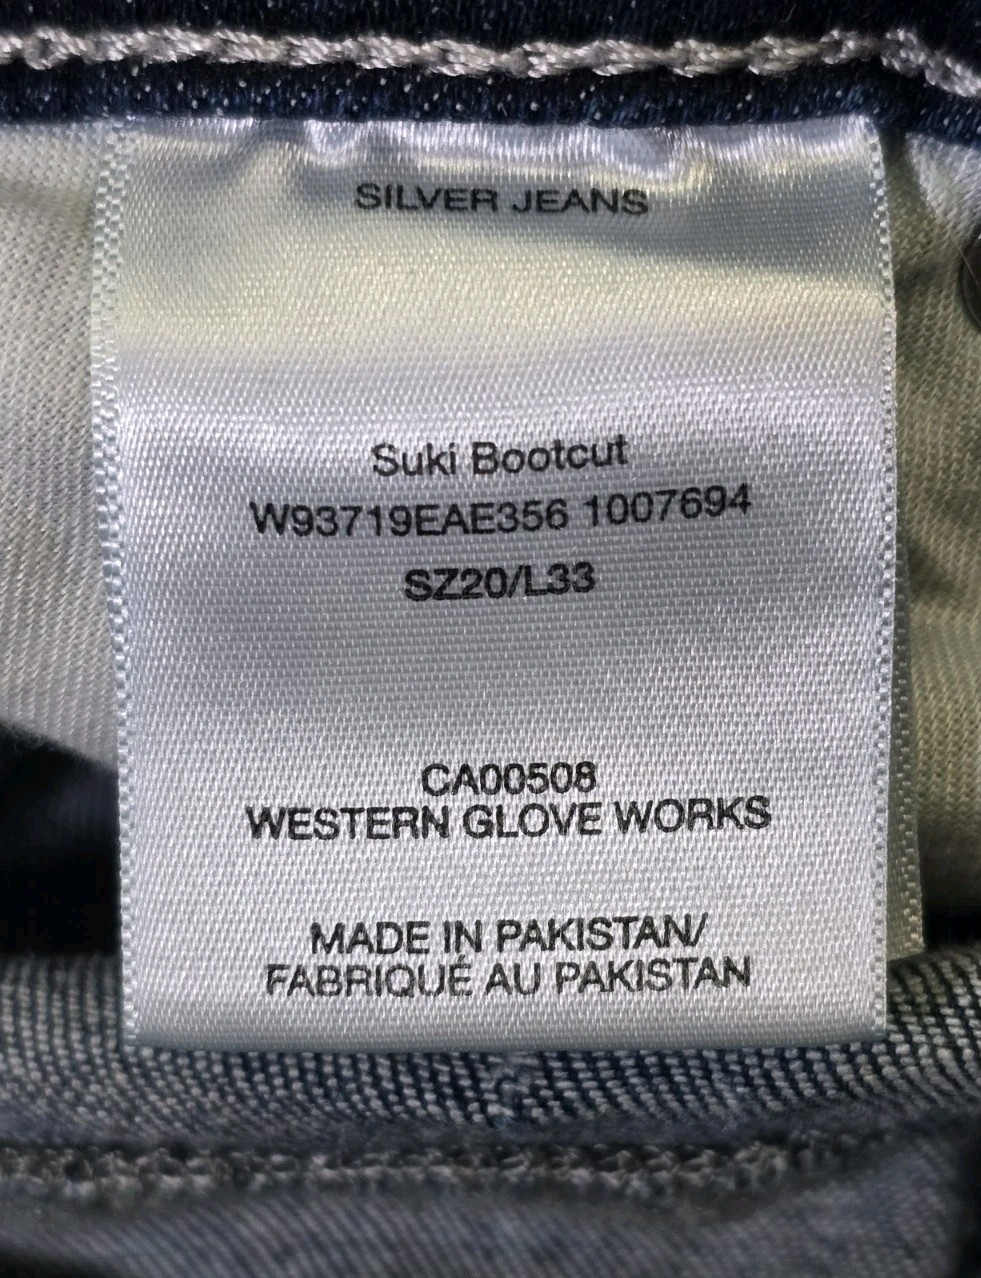 SILVER JEANS
Suki Bootcut
W93719EAE356 1007694
SZ20/L33
CA00508
WESTERN GLOVE WORKS
MADE IN PAKISTAN/
FABRIQUÉ AU PAKISTAN